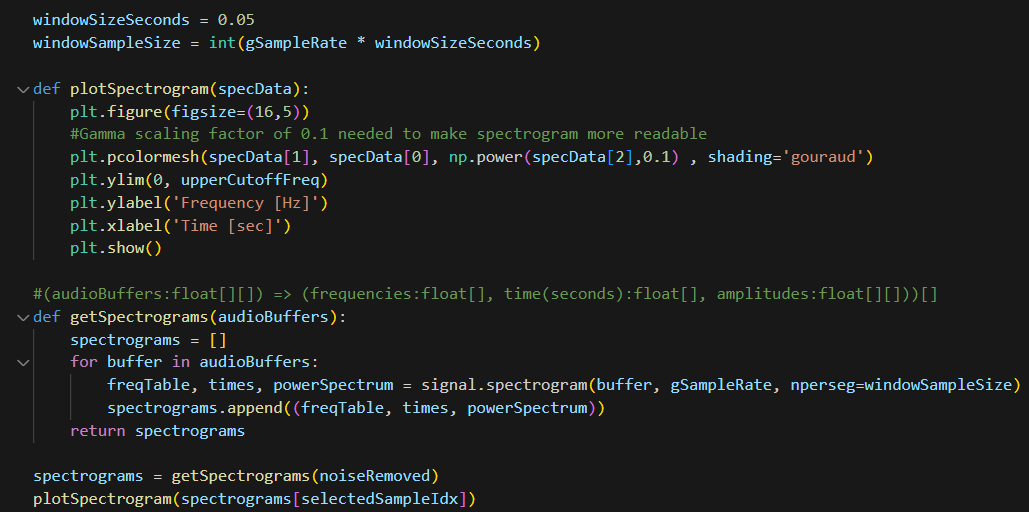 windowSizeSeconds = 0.05
windowSampleSize = int(gSampleRate * windowSizeSeconds)
def plotSpectrogram(specData):
plt.figure(figsize=(16,5))
#Gamma scaling factor of 0.1 needed to make spectrogram more readable
plt.pcolormesh(specData[1], specData[0], np.power(specData[2],0.1) , shading='gouraud')
plt.ylim(0, upperCutoffFreq)
plt.ylabel('Frequency [Hz]')
plt.xlabel('Time [sec]')
plt.show()
#(audioBuffers:float[][]) => (frequencies:float[], time(seconds):float[], amplitudes:float[][]))[]
def getSpectrograms(audioBuffers):
spectrograms = []
for buffer in audioBuffers:
freqTable, times, powerSpectrum = signal.spectrogram(buffer, gSampleRate, nperseg=windowSampleSize)
spectrograms.append((freqTable, times, powerSpectrum))
return spectrograms
spectrograms = getSpectrograms(noiseRemoved)
plotSpectrogram(spectrograms[selectedSampleIdx])